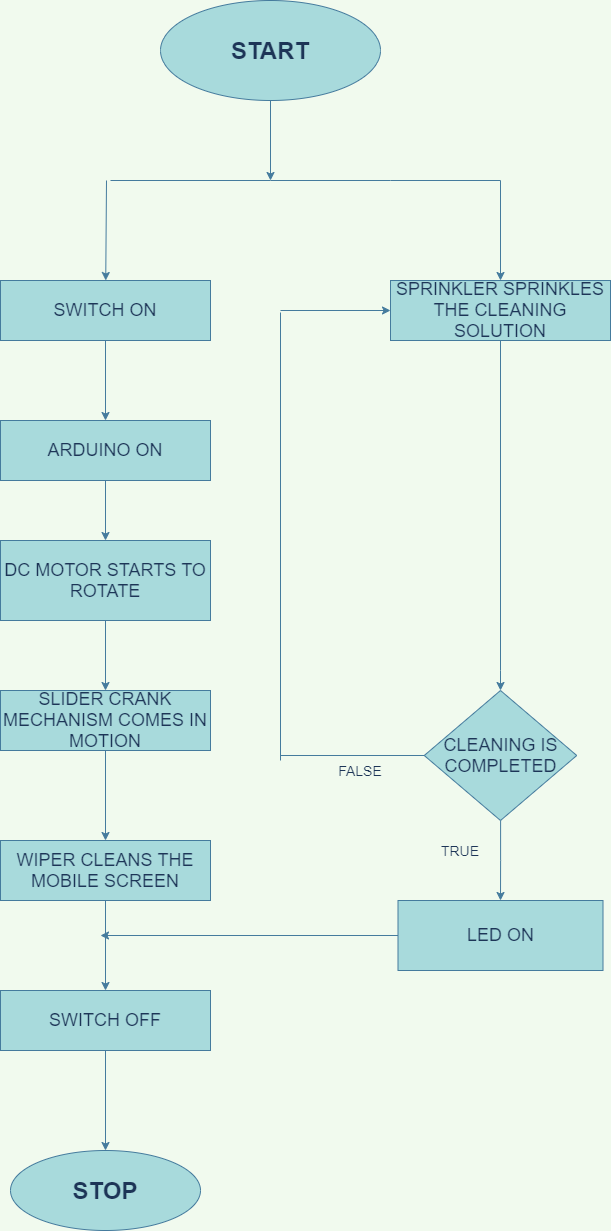 START
SWITCH ON
SPRINKLER SPRINKLES
THE CLEANING
SOLUTION
ARDUINO ON
DC MOTOR STARTS TO
ROTATE
SLIDER CRANK
MECHANISM COMES IN
MOTION
CLEANING IS
COMPLETED
FALSE
TRUE
WIPER CLEANS THE
MOBILE SCREEN
LED ON
SWITCH OFF
STOP